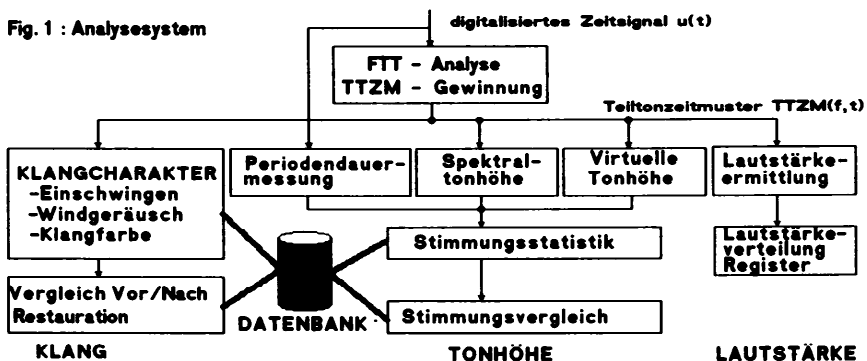 Fig. 1 : Analysesystem
digitalisiertes Zeitsignal u(t)
FTT - Analyse
TTZM - Gewinnung
Teiltonzeitmuster TTZM(f,t)
KLANGCHARAKTER
-Einschwingen
-Windgeräusch
-Klangfarbe
Periodendauer-
messung
Spektral-
tonhöhe
Virtuelle
Tonhöhe
Lautstärke-
ermittlung
Stimmungsstatistik
Lautstärke-
verteilung
Register
Vergleich Vor/Nach
Restauration
DATENBANK
Stimmungsvergleich
KLANG
TONHÖHE
LAUTSTÄRKE